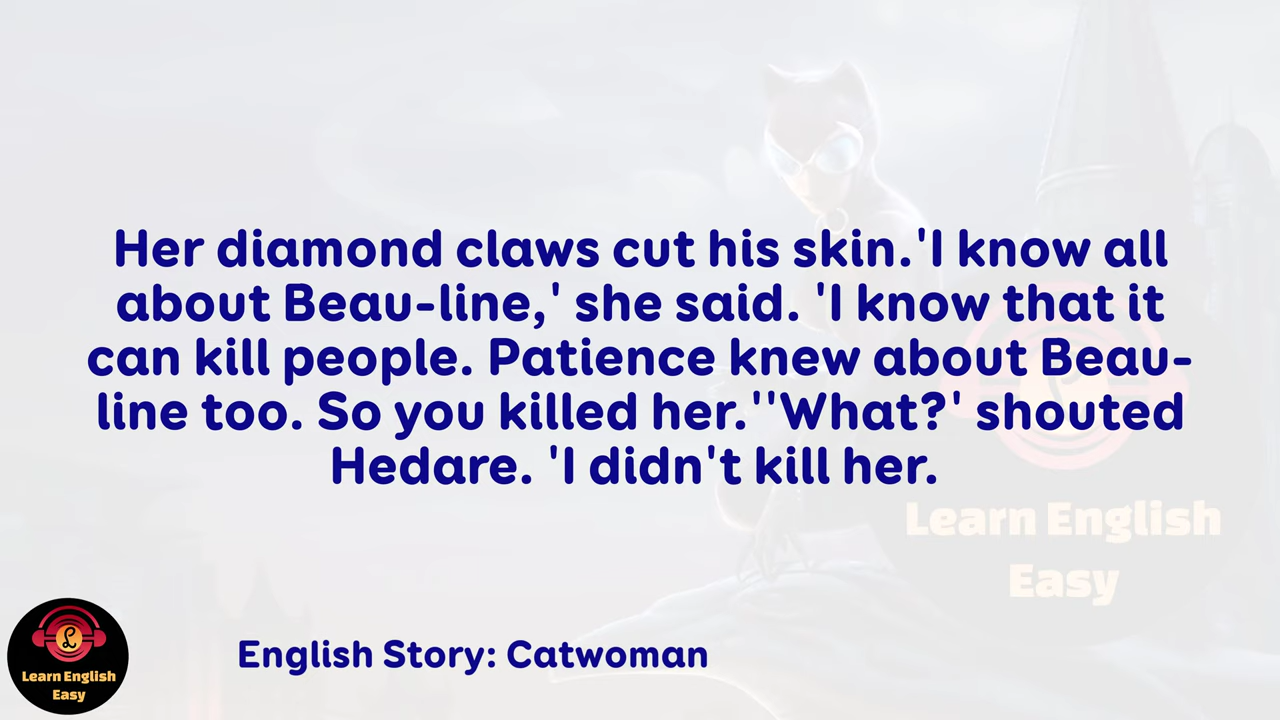 Her diamond claws cut his skin.'I know all
about Beau-line,' she said. 'I know that it
can kill people. Patience knew about Beau-
line too. So you killed her.''What?' shouted
Hedare. 'I didn't kill her.
Learn English
Easy
English Story: Catwoman
L
Learn English
Easy